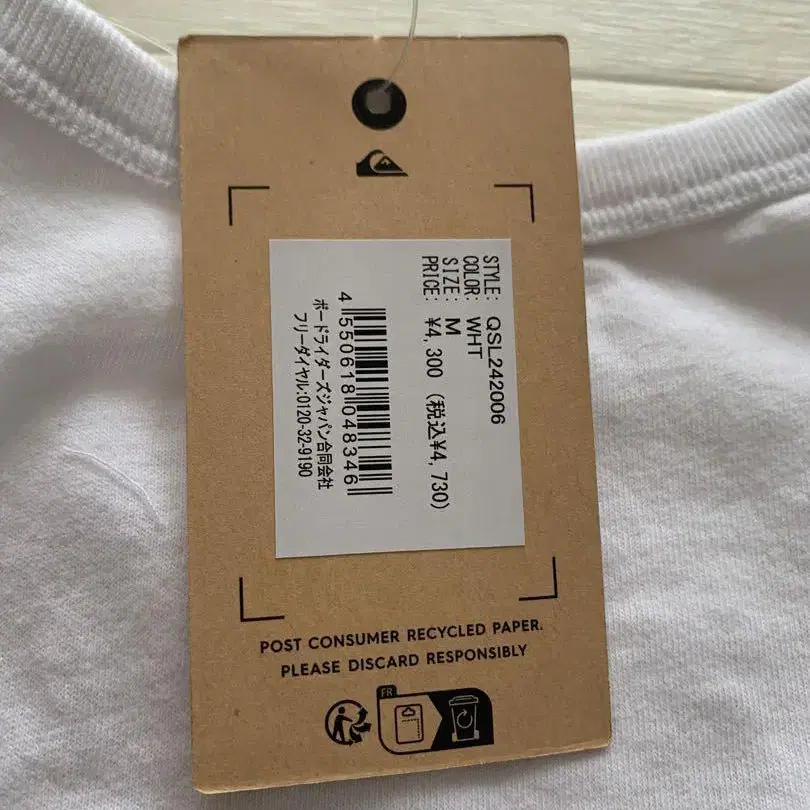 STYLE: QSL242006
COLOR: WHT
SIZE: M
PRICE: ¥4,300 (税込¥4,730)
4 550618 048346
ボードライダーズジャパン合同会社
フリーダイヤル:0120-32-9190
POST CONSUMER RECYCLED PAPER.
PLEASE DISCARD RESPONSIBLY
FR